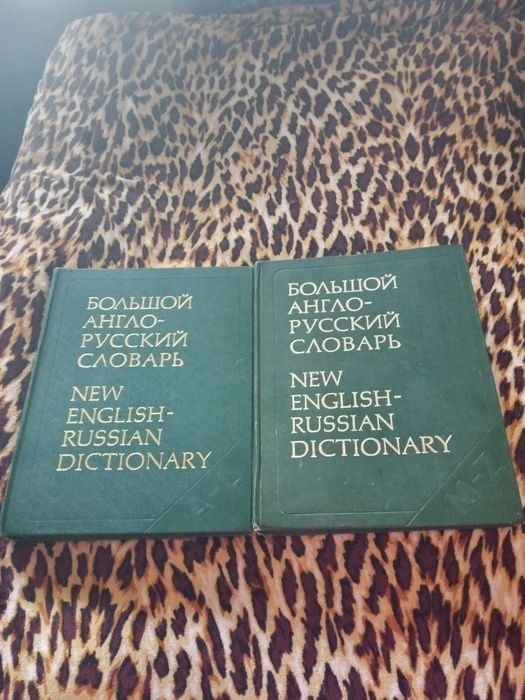 БОЛЬШОЙ
АНГЛО-
РУССКИЙ
СЛОВАРЬ
NEW
ENGLISH-
RUSSIAN
DICTIONARY
A-L
БОЛЬШОЙ
АНГЛО-
РУССКИЙ
СЛОВАРЬ
NEW
ENGLISH-
RUSSIAN
DICTIONARY
M-Z